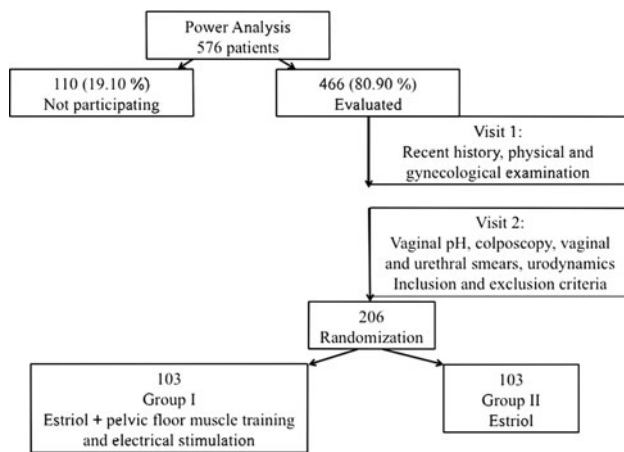 Power Analysis
576 patients
110 (19.10 %)
Not participating
466 (80.90 %)
Evaluated
Visit 1:
Recent history, physical and
gynecological examination
Visit 2:
Vaginal pH, colposcopy, vaginal
and urethral smears, urodynamics
Inclusion and exclusion criteria
206
Randomization
103
Group I
Estriol + pelvic floor muscle training
and electrical stimulation
103
Group II
Estriol